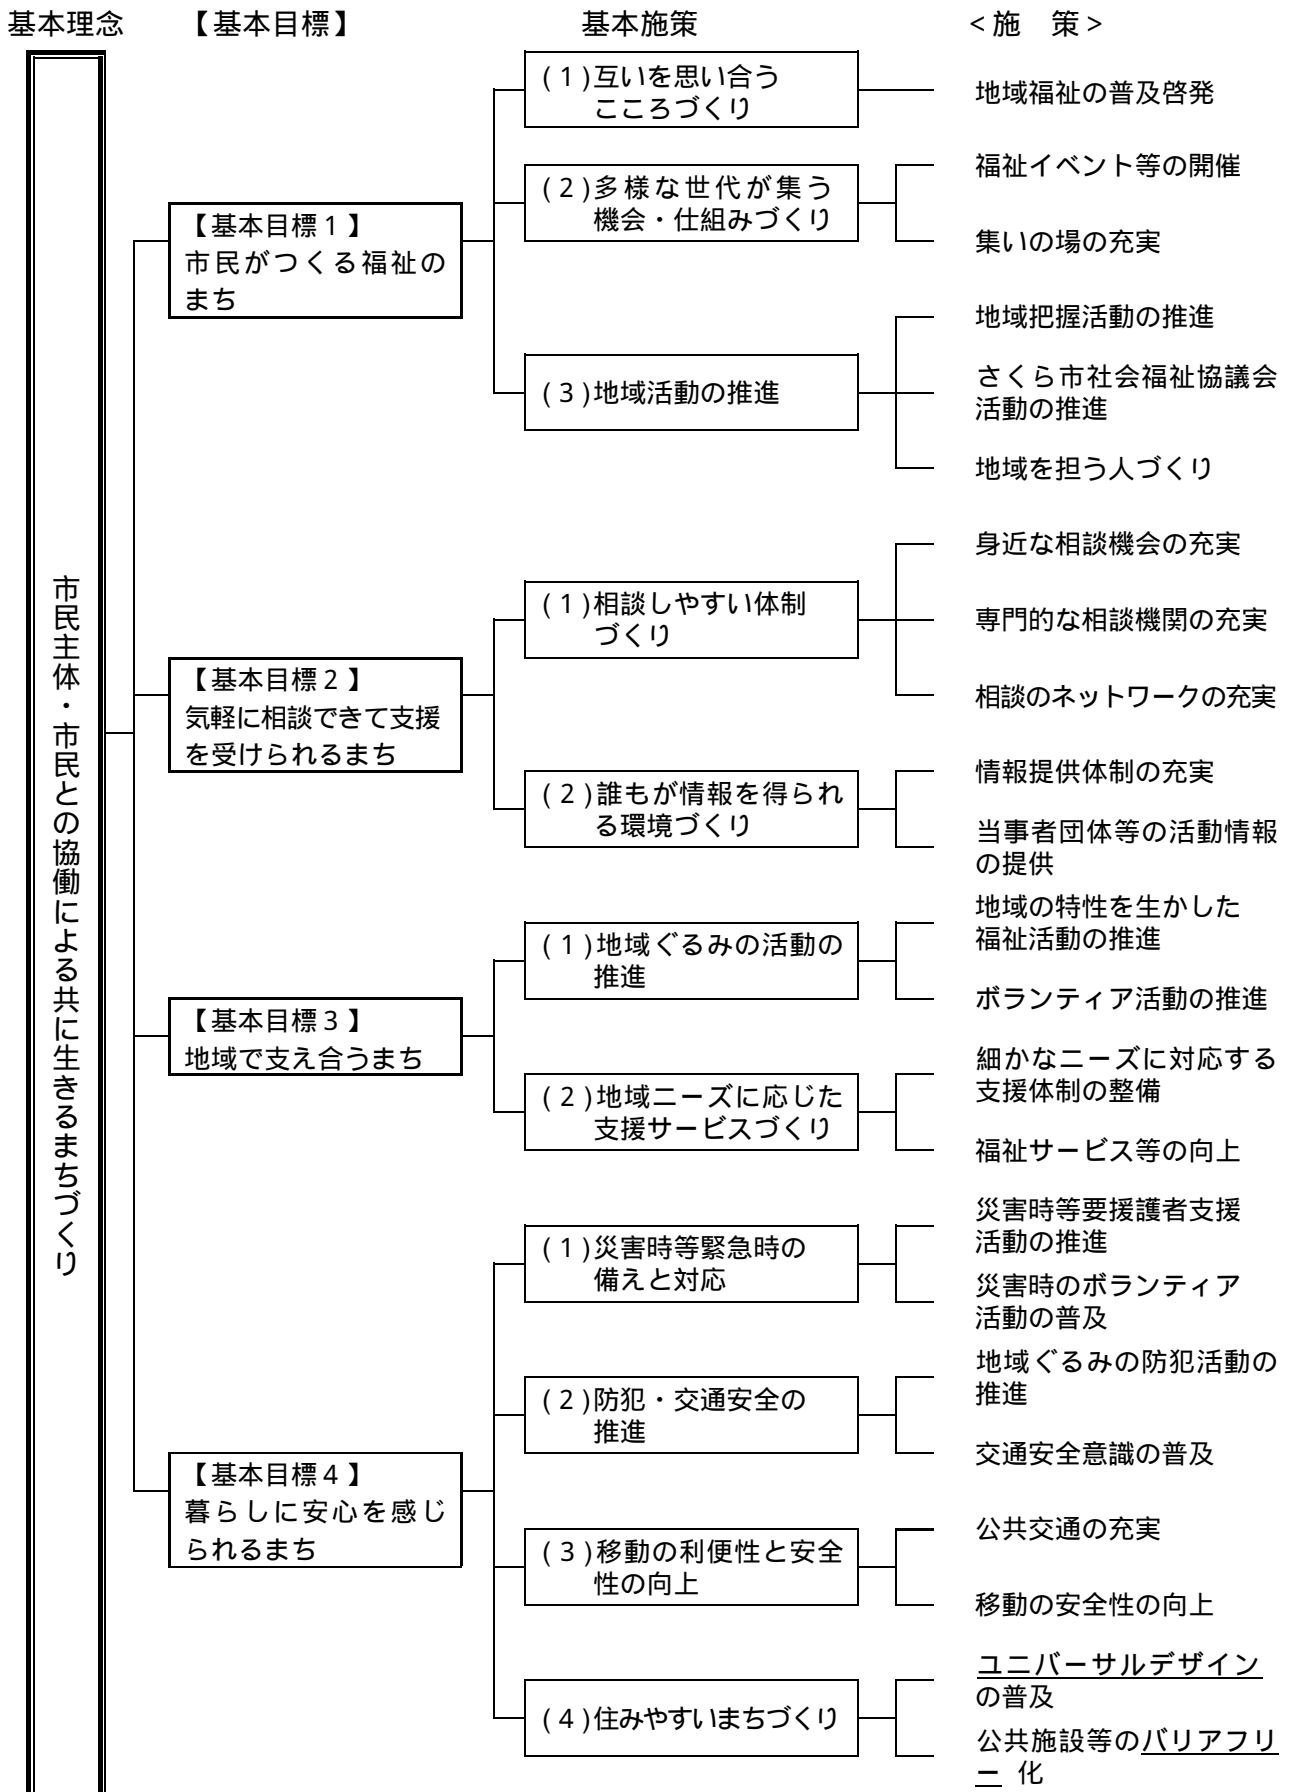 基本理念 【基本目標】 基本施策 <施 策>
市民主体・市民との協働による共に生きるまちづくり
【基本目標1】
市民がつくる福祉の
まち
(1)互いを思い合う
こころづくり
地域福祉の普及啓発
(2)多様な世代が集う
機会・仕組みづくり
福祉イベント等の開催
集いの場の充実
(3)地域活動の推進
地域把握活動の推進
さくら市社会福祉協議会
活動の推進
地域を担う人づくり
【基本目標2】
気軽に相談できて支援
を受けられるまち
(1)相談しやすい体制
づくり
身近な相談機会の充実
専門的な相談機関の充実
相談のネットワークの充実
(2)誰もが情報を得られ
る環境づくり
情報提供体制の充実
当事者団体等の活動情報
の提供
【基本目標3】
地域で支え合うまち
(1)地域ぐるみの活動の
推進
地域の特性を生かした
福祉活動の推進
ボランティア活動の推進
(2)地域ニーズに応じた
支援サービスづくり
細かなニーズに対応する
支援体制の整備
福祉サービス等の向上
【基本目標4】
暮らしに安心を感じ
られるまち
(1)災害時等緊急時の
備えと対応
災害時等要援護者支援
活動の推進
災害時のボランティア
活動の普及
(2)防犯・交通安全の
推進
地域ぐるみの防犯活動の
推進
交通安全意識の普及
(3)移動の利便性と安全
性の向上
公共交通の充実
移動の安全性の向上
(4)住みやすいまちづくり
ユニバーサルデザイン
の普及
公共施設等のバリアフリ
ー 化